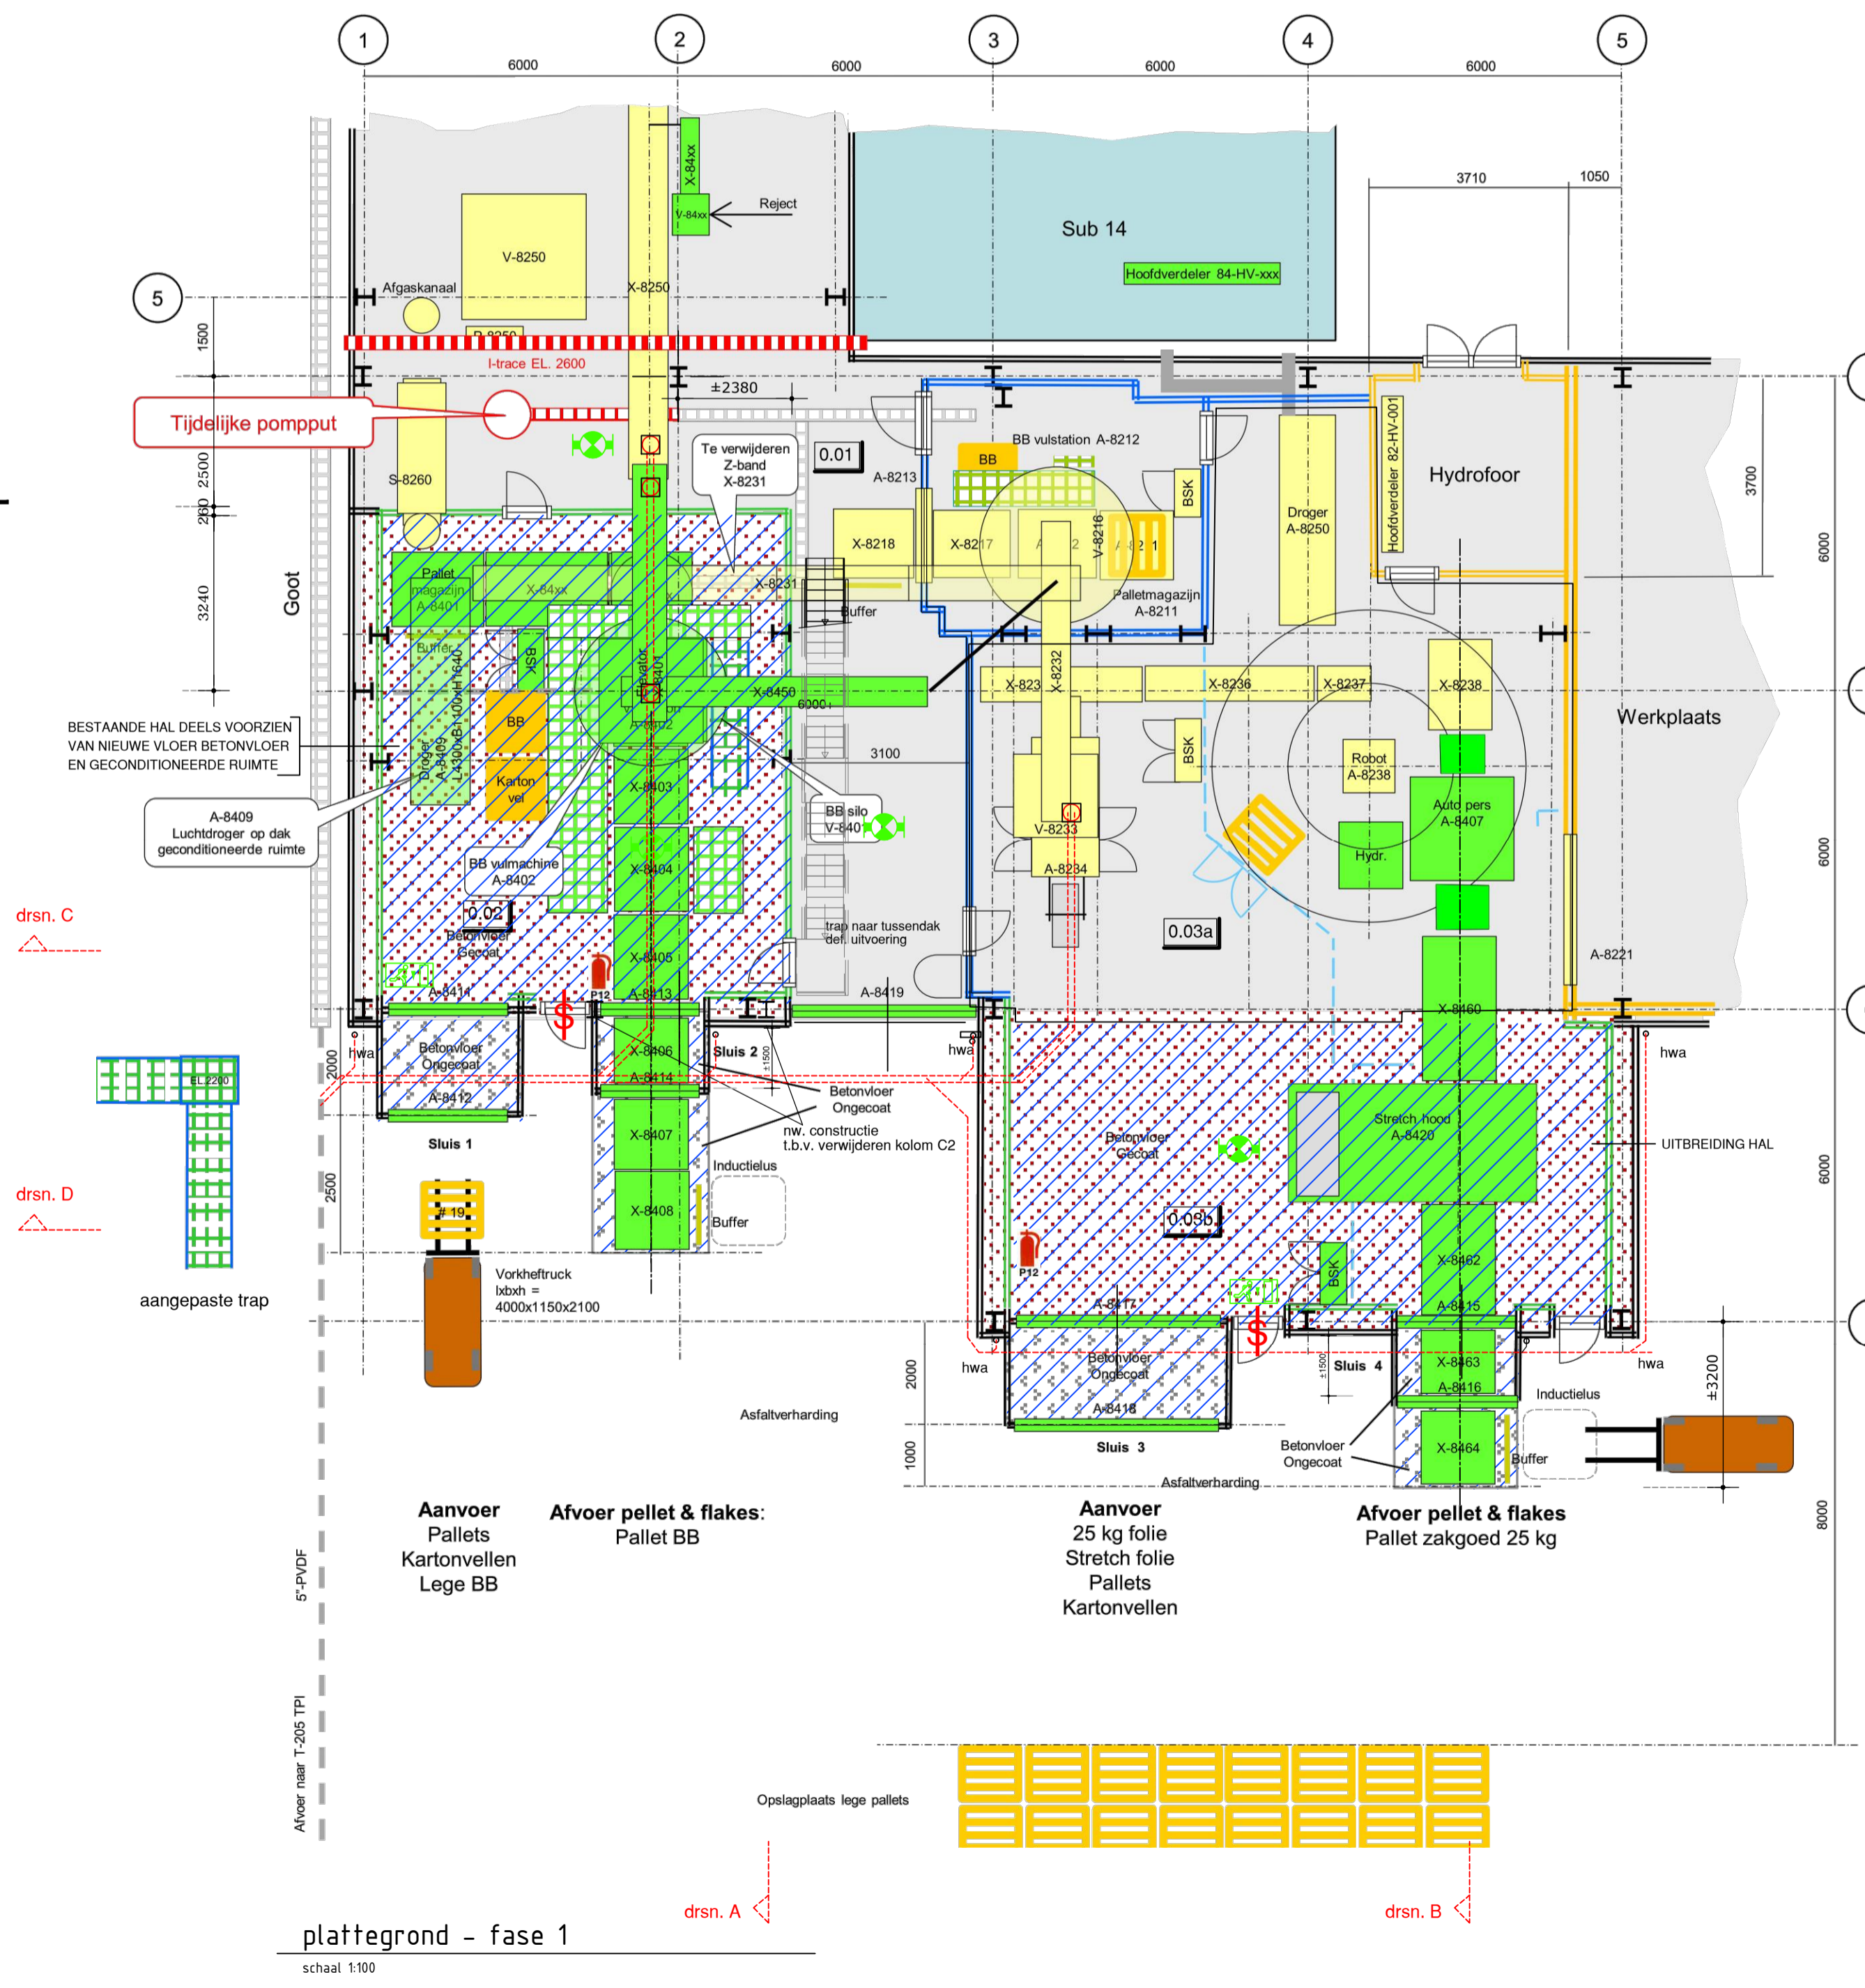 1
2
3
4
5
6000
6000
6000
6000
3710
1050
X-84xx
V-84xx
Reject
V-8250
Afgaskanaal
X-8250
Sub 14
Hoofdverdeler 84-HV-xxx
5
1500
I-trace EL. 2600
±2380
Tijdelijke pompput
Te verwijderen
Z-band
X-8231
0.01
A-8213
BB vulstation A-8212
BB
BSK
Hoofdverdeler 82-HV-001
Hydrofoor
3700
2500
S-8260
260
Droger
A-8250
X-8218
X-8217
V-8216
6000
Goot
3240
Pallet
magazijn
A-8401
X-84xx
X-8231
Buffer
Palletmagazijn
A-8211
Buffer
BSK
Elevator
X-8401
X-8450
6000+
X-8232
X-823
X-8236
X-8237
X-8238
Werkplaats
BESTAANDE HAL DEELS VOORZIEN
VAN NIEUWE VLOER BETONVLOER
EN GECONDITIONEERDE RUIMTE
Droger
A-8409
L4300xB1100xH1640
BB
A-8402
Karton
vel
X-8403
3100
BSK
Robot
A-8238
Auto pers
A-8407
A-8409
Luchtdroger op dak
geconditioneerde ruimte
BB silo
V-8401
V-8233
A-8234
Hydr.
6000
BB vulmachine
A-8402
X-8404
0.02
Betonvloer
Gecoat
drsn. C
trap naar tussendak
def. uitvoering
0.03a
X-8405
A-8221
P12
A-8411
A-8413
A-8419
X-8460
hwa
2000
Betonvloer
Ongecoat
A-8412
X-8406
A-8414
Sluis 2
±1500
hwa
hwa
EL.2200
Betonvloer
Ongecoat
Sluis 1
X-8407
nw. constructie
t.b.v. verwijderen kolom C2
Betonvloer
Gecoat
Stretch hood
A-8420
UITBREIDING HAL
Inductielus
6000
drsn. D
2500
# 19
X-8408
Buffer
0.03b
P12
BSK
X-8462
aangepaste trap
Vorkheftruck
lxbxh =
4000x1150x2100
A-8417
A-8415
hwa
2000
Betonvloer
Ongecoat
A-8418
±1500
Sluis 4
X-8463
A-8416
hwa
±3200
Inductielus
Asfaltverharding
1000
Sluis 3
Betonvloer
Ongecoat
X-8464
Buffer
Asfaltverharding
Aanvoer
Pallets
Kartonvellen
Lege BB
Afvoer pellet & flakes:
Pallet BB
Aanvoer
25 kg folie
Stretch folie
Pallets
Kartonvellen
Afvoer pellet & flakes
Pallet zakgoed 25 kg
8000
5"-PVDF
Afvoer naar T-205 TPI
Opslagplaats lege pallets
drsn. A
drsn. B
plattegrond - fase 1
schaal 1:100